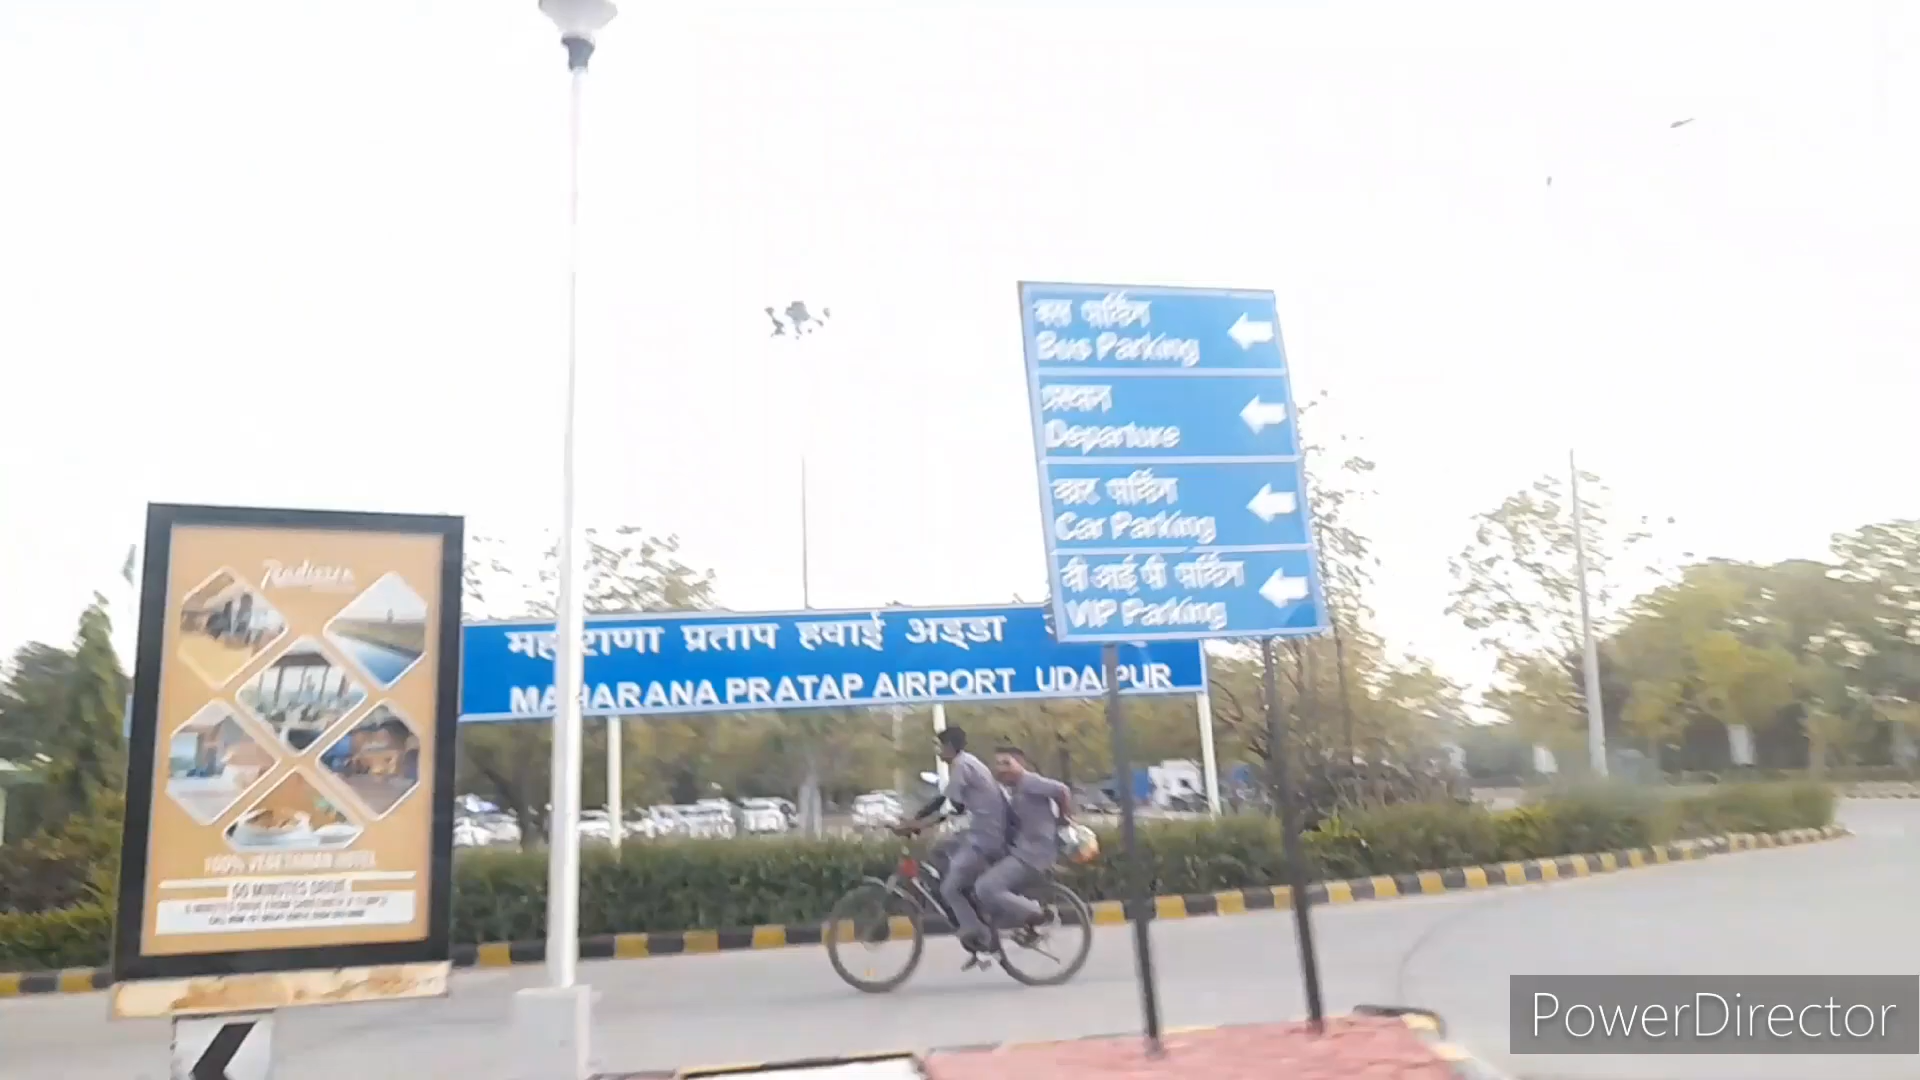 Radisson
100% VEGETARIAN HOTEL
महाराणा प्रताप हवाई अड्डा
MAHARANA PRATAP AIRPORT UDAIPUR
बस पार्किंग
Bus Parking
प्रस्थान
Departure
कार पार्किंग
Car Parking
वी आई पी पार्किंग
VIP Parking
PowerDirector